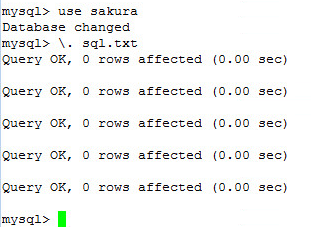 mysql> use sakura
Database changed
mysql> \. sql.txt
Query OK, 0 rows affected (0.00 sec)
Query OK, 0 rows affected (0.00 sec)
Query OK, 0 rows affected (0.00 sec)
Query OK, 0 rows affected (0.00 sec)
Query OK, 0 rows affected (0.00 sec)
mysql>